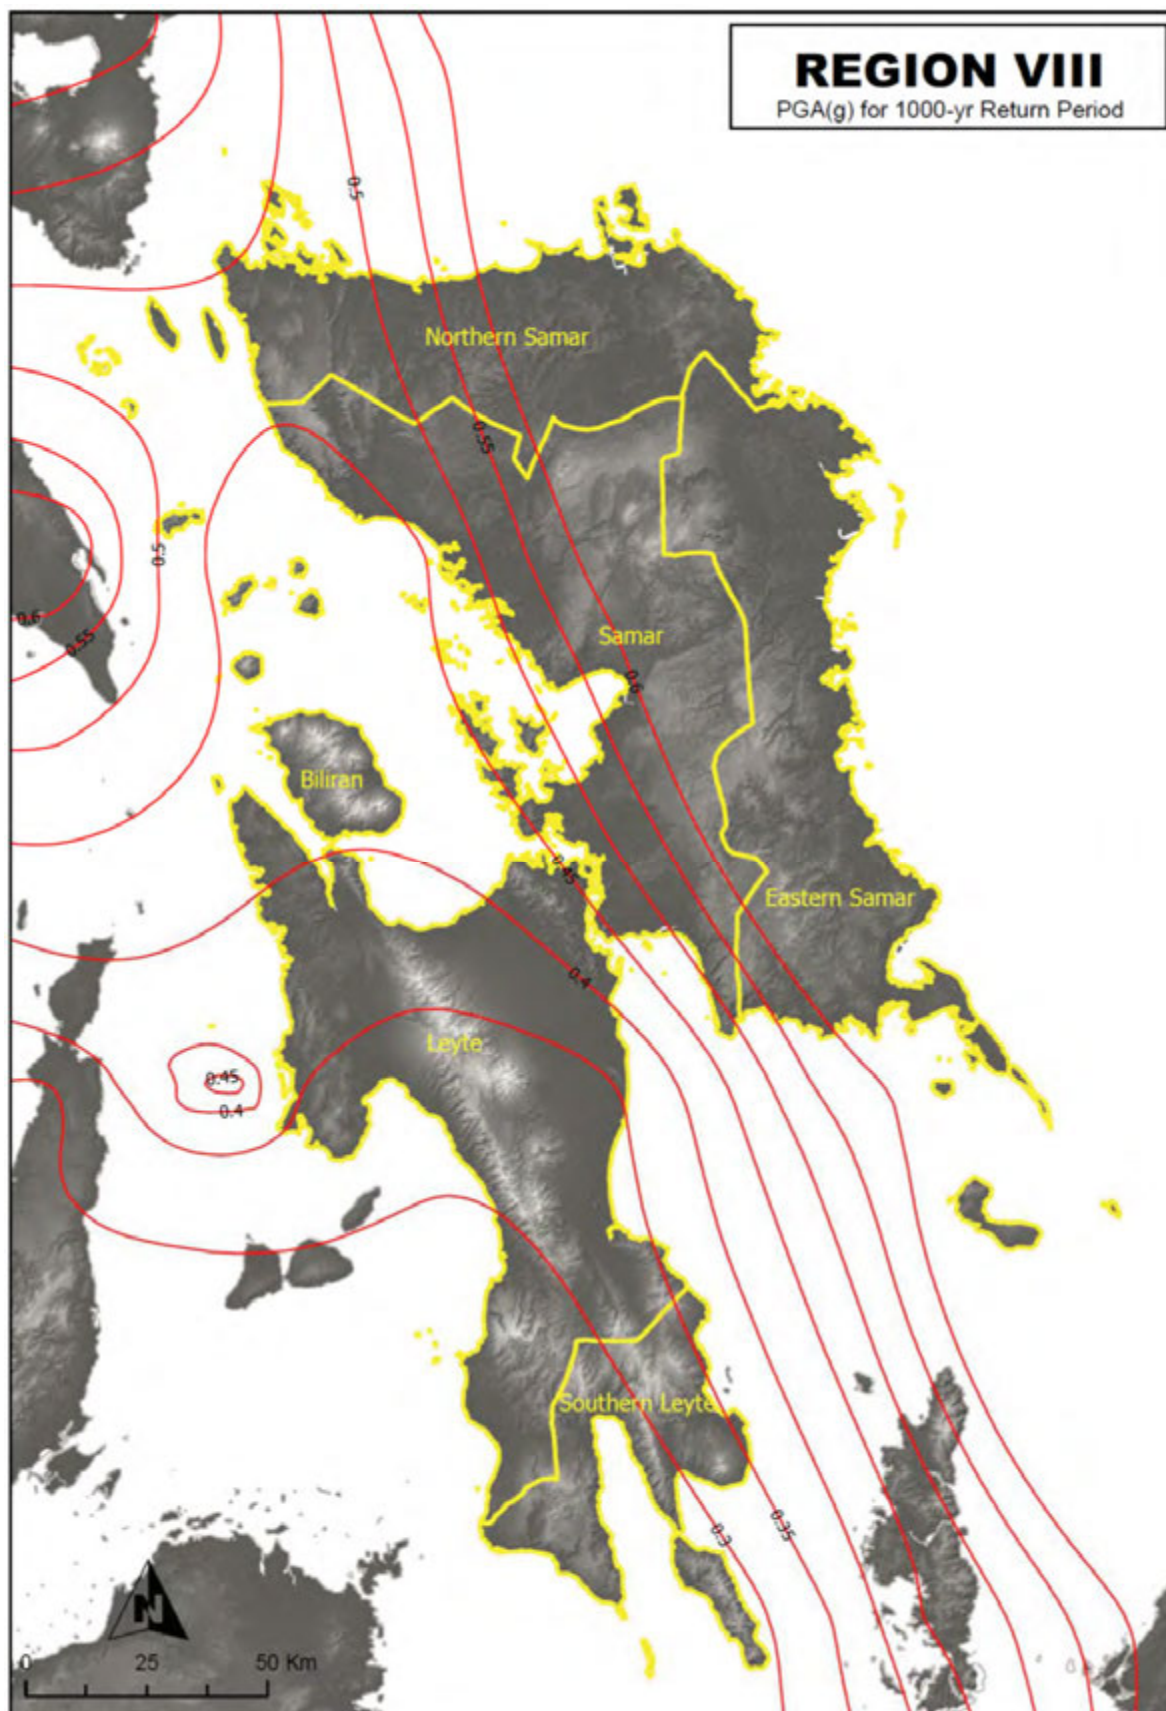 REGION VIII
PGA(g) for 1000-yr Return Period
0.5
Northern Samar
0.55
0.5
0.6
0.55
Samar
0.6
Biliran
0.45
Eastern Samar
0.4
Leyte
0.45
0.4
Southern Leyte
0.3
0.35
N
0 25 50 Km